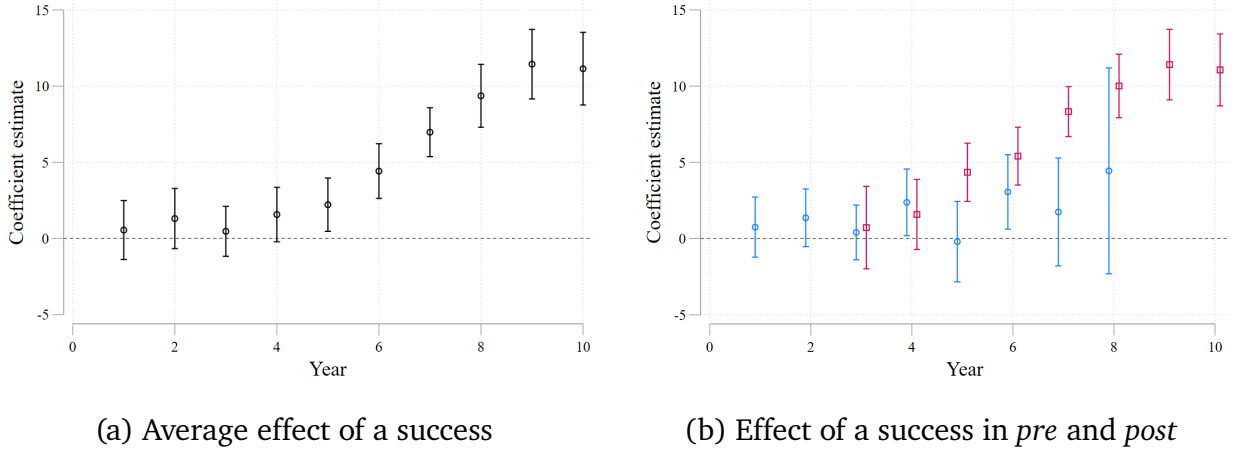 15
10
5
0
-5
Coefficient estimate
0 2 4 6 8 10
Year
(a) Average effect of a success
15
10
5
0
-5
Coefficient estimate
0 2 4 6 8 10
Year
(b) Effect of a success in pre and post